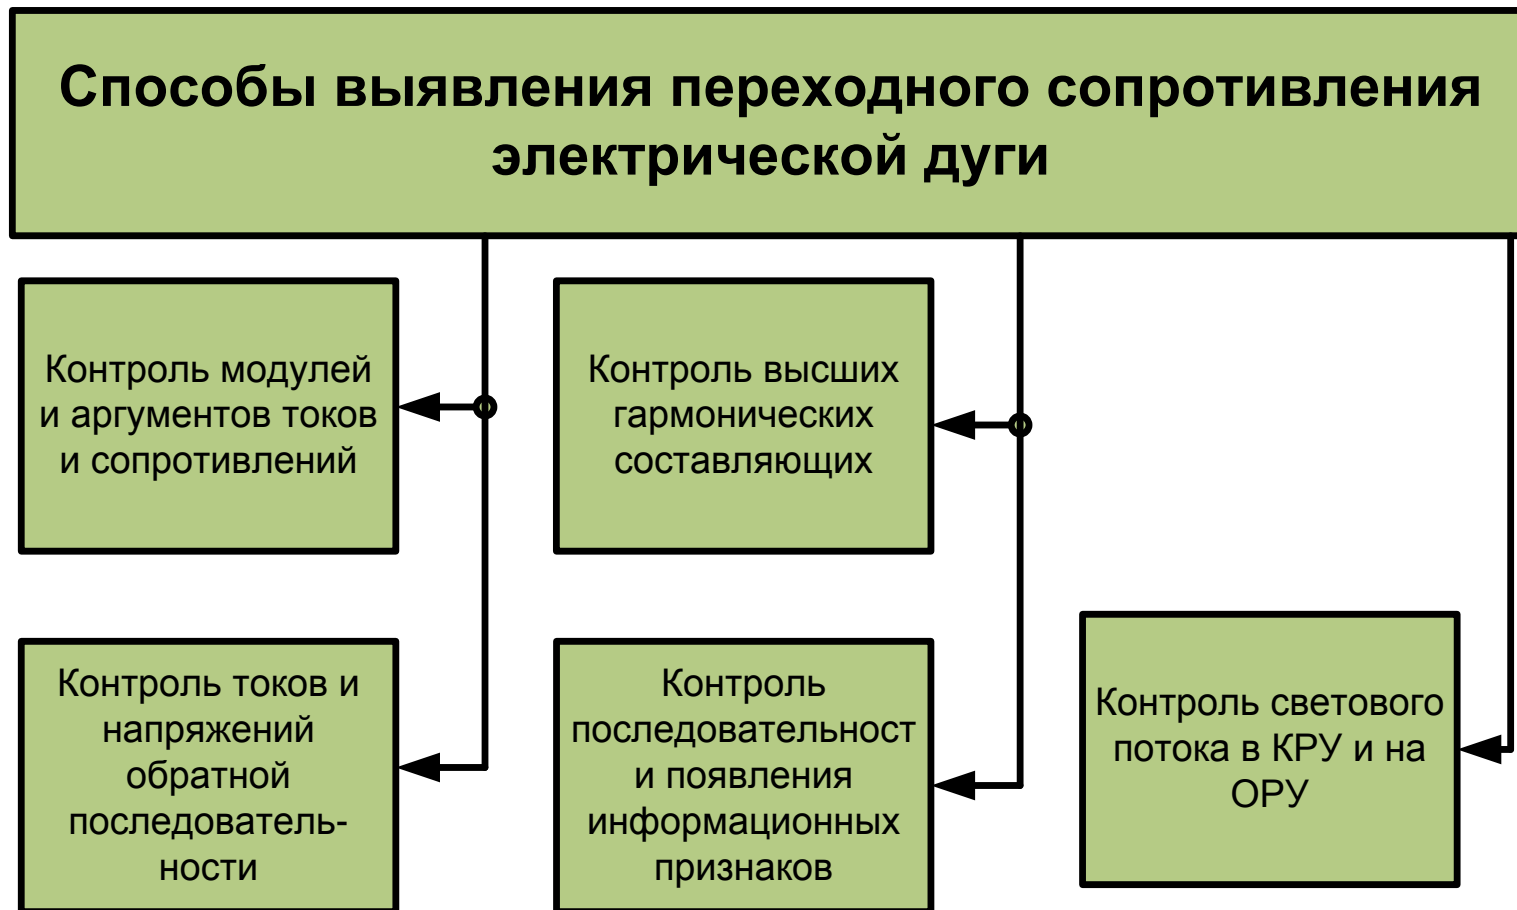 Способы выявления переходного сопротивления
электрической дуги
Контроль модулей
и аргументов токов
и сопротивлений
Контроль высших
гармонических
составляющих
Контроль токов и
напряжений
обратной
последователь-
ности
Контроль
последовательност
и появления
информационных
признаков
Контроль светового
потока в КРУ и на
ОРУ